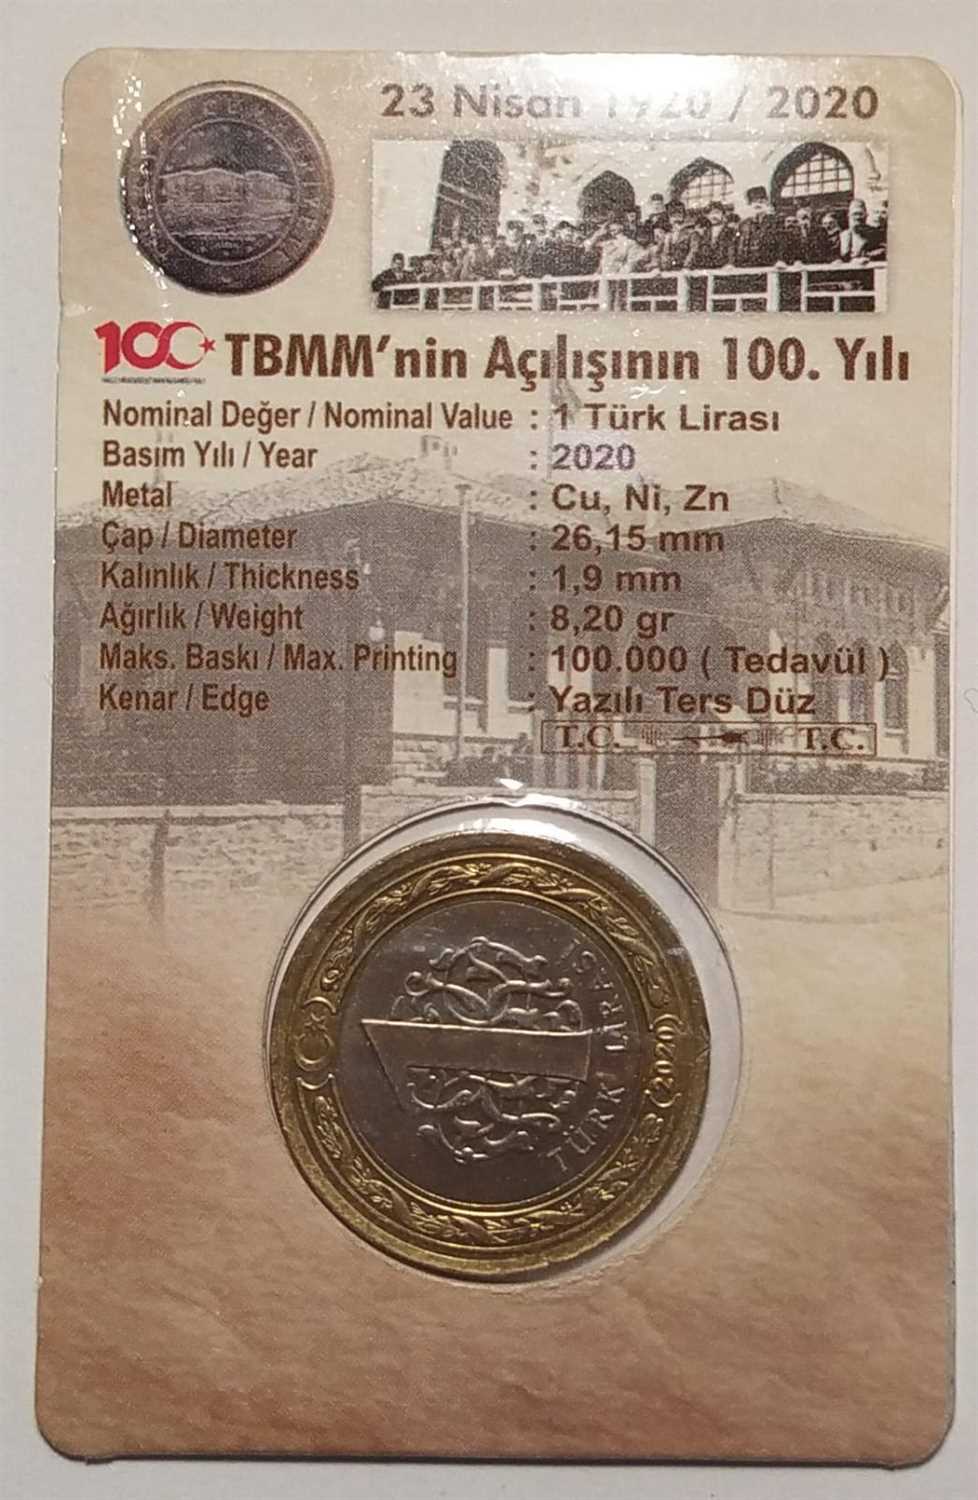 23 Nisan 1920 / 2020
100 TBMM'nin Açılışının 100. Yılı
Nominal Değer / Nominal Value : 1 Türk Lirası
Basım Yılı / Year : 2020
Metal : Cu, Ni, Zn
Çap / Diameter : 26,15 mm
Kalınlık / Thickness : 1,9 mm
Ağırlık / Weight : 8,20 gr
Maks. Baskı / Max. Printing : 100.000 ( Tedavül )
Kenar / Edge : Yazılı Ters Düz
T.C. T.C.
1
TÜRK LİRASI
(2020)